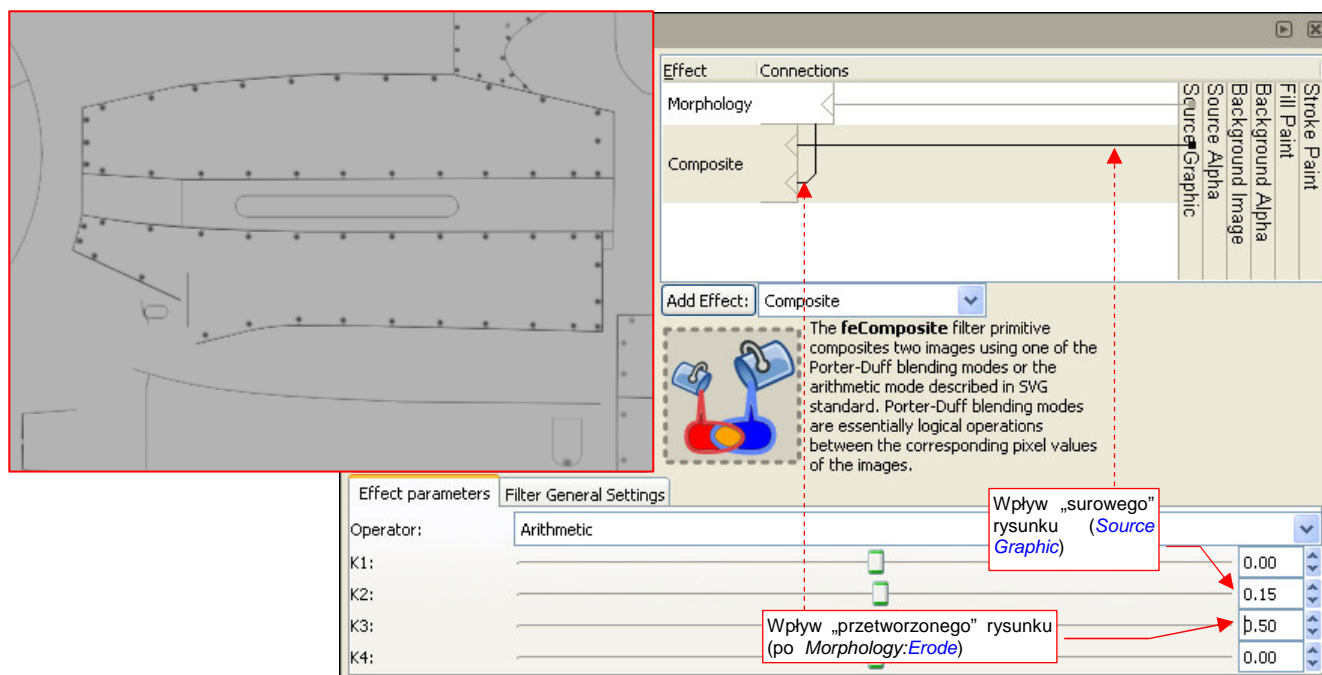 Effect Connections
Source Graphic
Source Alpha
Background Image
Background Alpha
Fill Paint
Stroke Paint
Morphology
Composite
Add Effect: Composite
The feComposite filter primitive
composites two images using one of the
Porter-Duff blending modes or the
arithmetic mode described in SVG
standard. Porter-Duff blending modes
are essentially logical operations
between the corresponding pixel values
of the images.
Effect parameters Filter General Settings
Wpływ „surowego”
rysunku (Source
Graphic)
Operator: Arithmetic
K1: 0.00
K2: 0.15
K3: 0.50
K4: 0.00
Wpływ „przetworzonego” rysunku
(po Morphology:Erode)